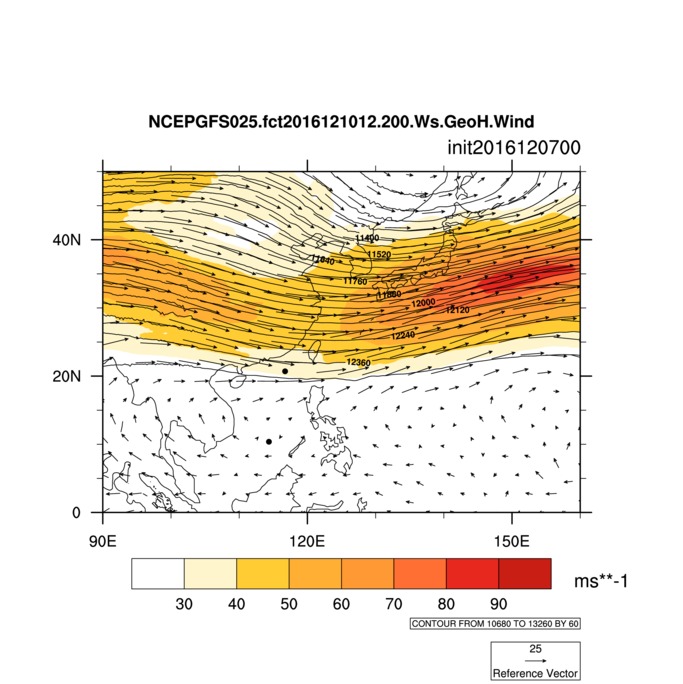 NCEPGFS025.fct2016121012.200.Ws.GeoH.Wind
init2016120700
40N
20N
0
11400
11520
11640
11760
11880
12000
12120
12240
12360
90E
120E
150E
30 40 50 60 70 80 90
ms**-1
CONTOUR FROM 10680 TO 13260 BY 60
25
Reference Vector